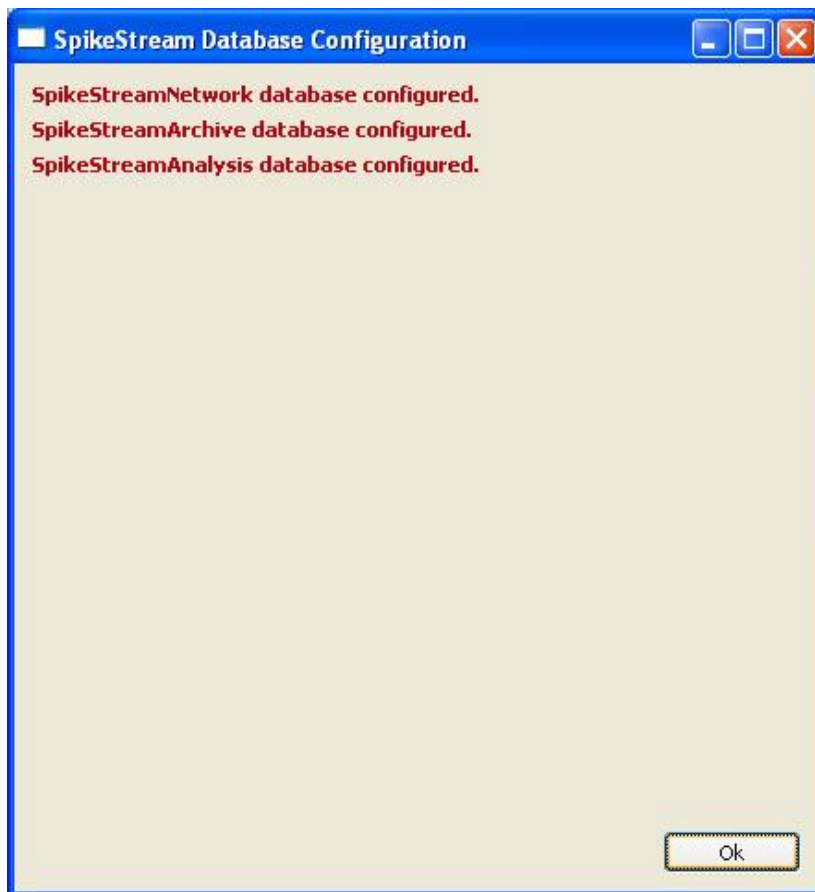 SpikeStream Database Configuration
SpikeStreamNetwork database configured.
SpikeStreamArchive database configured.
SpikeStreamAnalysis database configured.
Ok